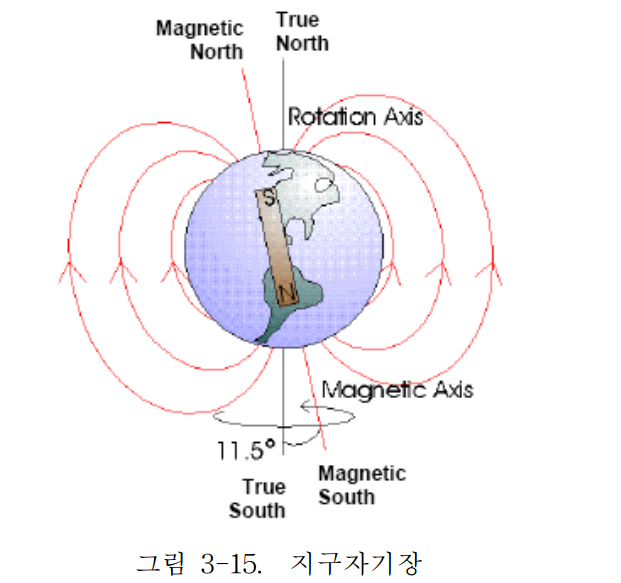 Magnetic
North
True
North
Rotation Axis
S
N
Magnetic Axis
11.5°
True
South
Magnetic
South
그림 3-15. 지구자기장